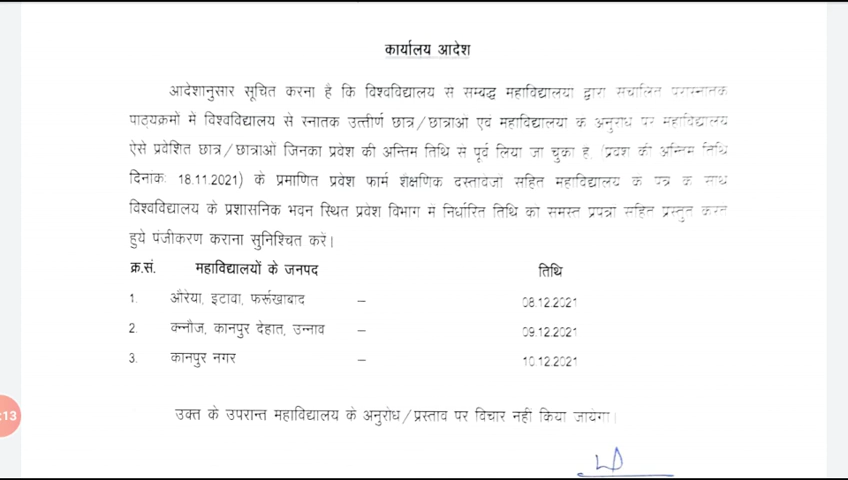 कार्यालय आदेश
आदेशानुसार सूचित करना है कि विश्वविद्यालय से सम्बद्ध महाविद्यालयों द्वारा संचालित परास्नातक
पाठ्यक्रमों में विश्वविद्यालय से स्नातक उत्तीर्ण छात्र/छात्राओं एवं महाविद्यालयों के अनुरोध पर महाविद्यालय
ऐसे प्रवेशित छात्र/छात्राओं जिनका प्रवेश की अन्तिम तिथि से पूर्व लिया जा चुका है, (प्रवेश की अन्तिम तिथि
दिनांकः 18.11.2021) के प्रमाणित प्रवेश फार्म शैक्षणिक दस्तावेजों सहित महाविद्यालय के पत्र के साथ
विश्वविद्यालय के प्रशासनिक भवन स्थित प्रवेश विभाग में निर्धारित तिथि को समस्त प्रपत्रों सहित प्रस्तुत करते
हुये पंजीकरण कराना सुनिश्चित करें।
क्र.सं. महाविद्यालयों के जनपद तिथि
1. औरेया, इटावा, फर्रूखाबाद – 08.12.2021
2. कन्नौज, कानपुर देहात, उन्नाव – 09.12.2021
3. कानपुर नगर – 10.12.2021
:13
उक्त के उपरान्त महाविद्यालय के अनुरोध/प्रस्ताव पर विचार नहीं किया जायेगा।